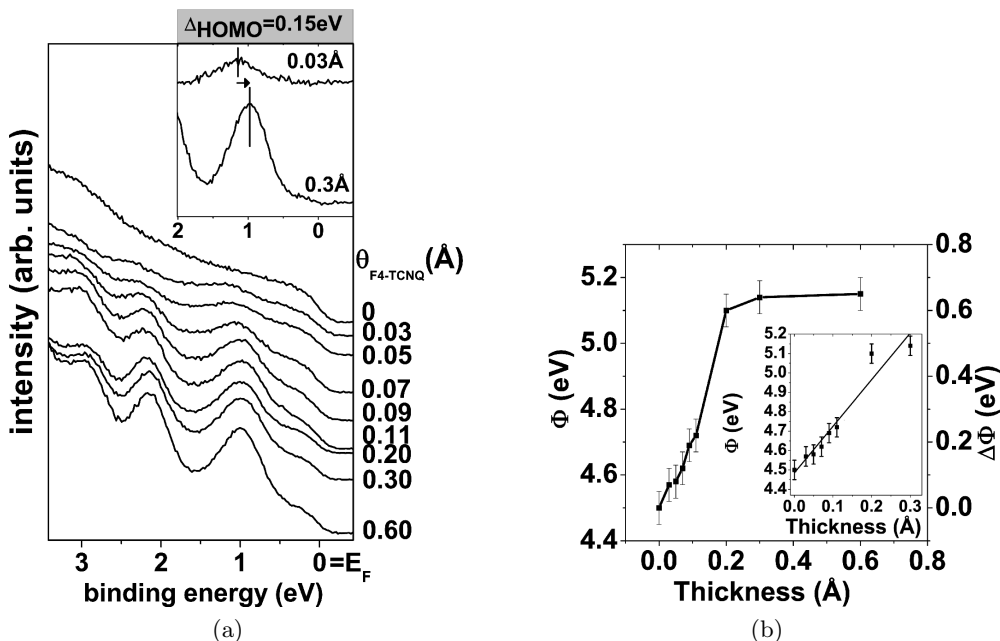 ΔHOMO=0.15eV
0.03Å
0.3Å
2 1 0
intensity (arb. units)
θF4-TCNQ(Å)
0
0.03
0.05
0.07
0.09
0.11
0.20
0.30
0.60
3 2 1 0=EF
binding energy (eV)
(a)
Φ (eV)
5.2
5.0
4.8
4.6
4.4
0.0 0.2 0.4 0.6 0.8
Thickness (Å)
0.8
0.6
0.4
0.2
0.0
ΔΦ (eV)
Φ (eV)
5.2
5.1
5.0
4.9
4.8
4.7
4.6
4.5
4.4
0.0 0.1 0.2 0.3
Thickness (Å)
(b)